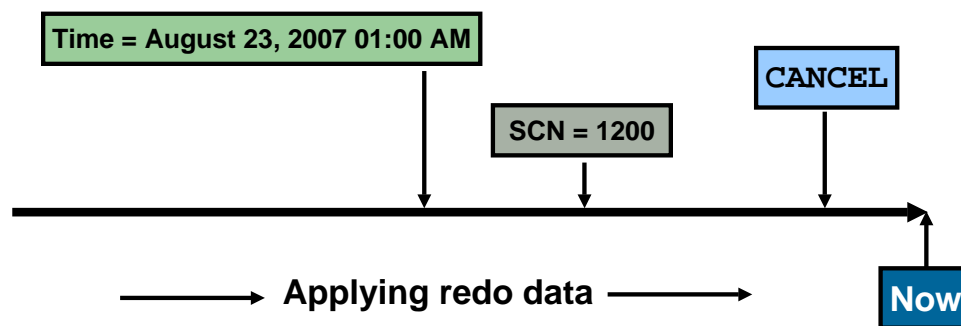 Time = August 23, 2007 01:00 AM
CANCEL
SCN = 1200
Applying redo data
Now